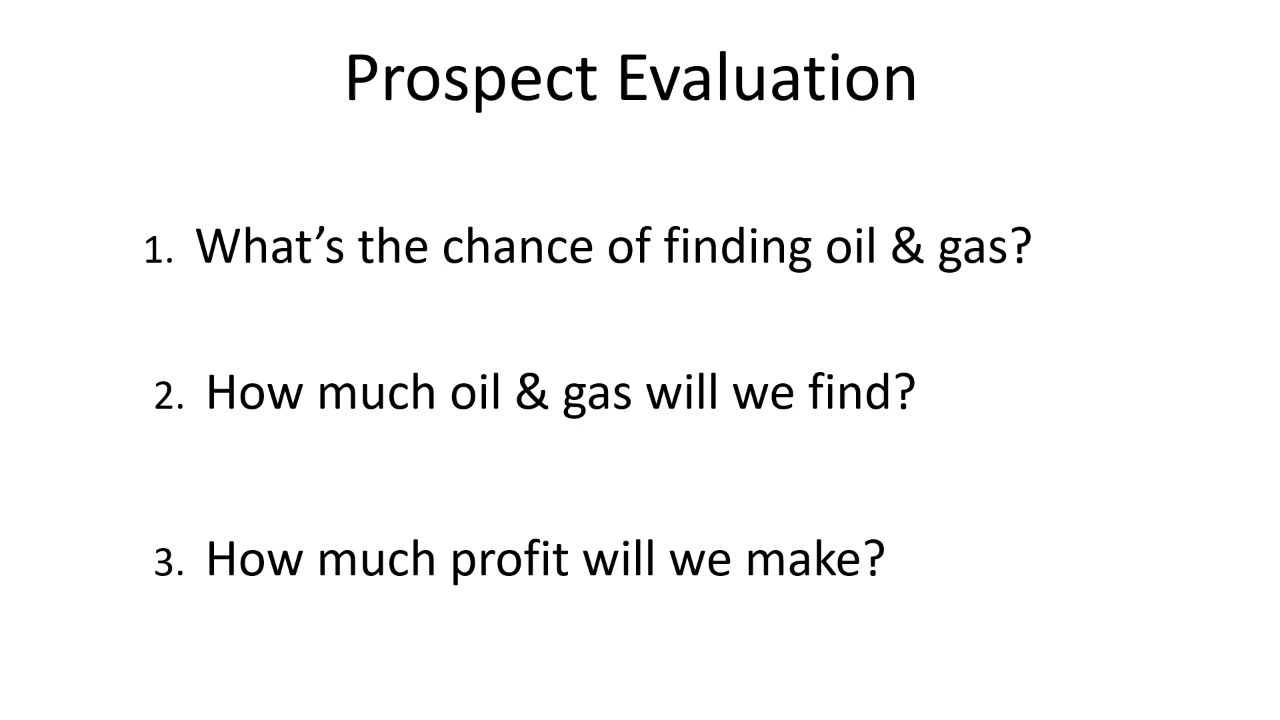 Prospect Evaluation
1. What’s the chance of finding oil & gas?
2. How much oil & gas will we find?
3. How much profit will we make?